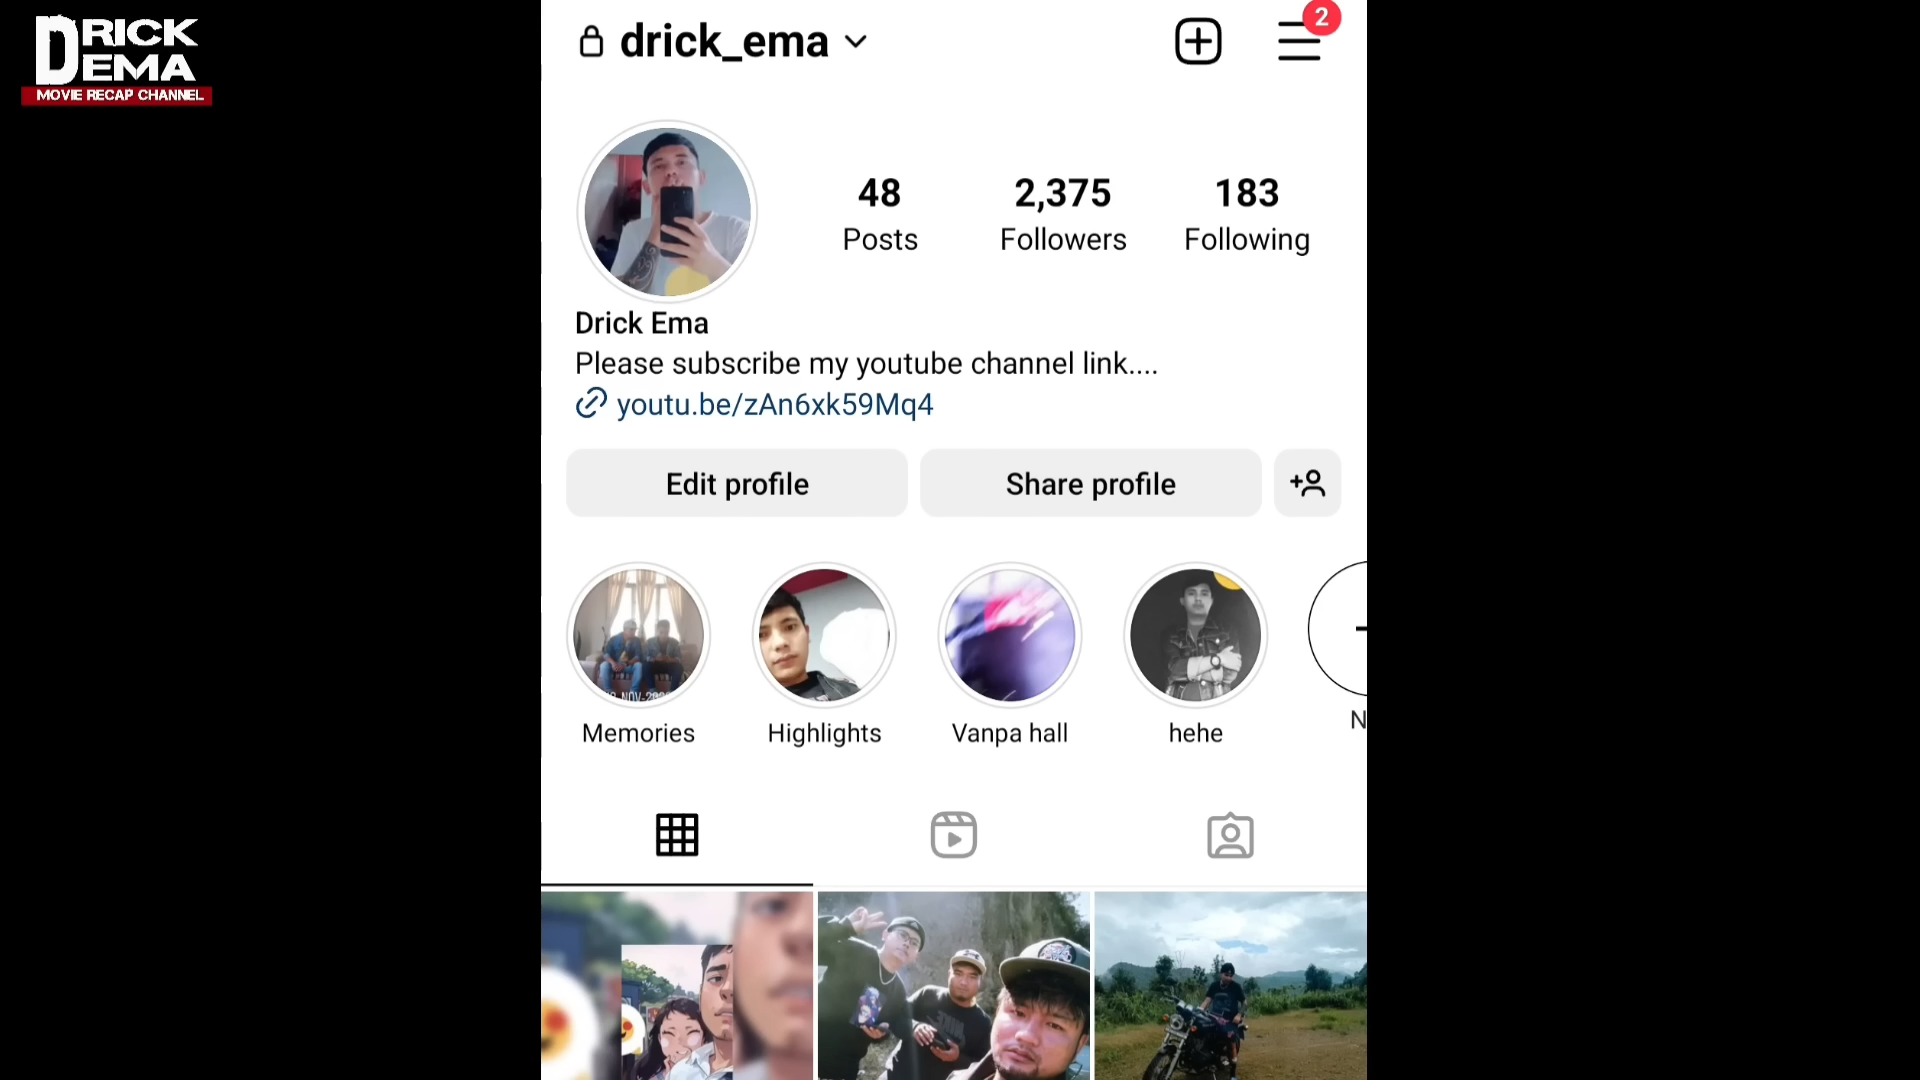 DRICK
EMA
MOVIE RECAP CHANNEL
drick_ema
2
48
Posts
2,375
Followers
183
Following
Drick Ema
Please subscribe my youtube channel link....
youtu.be/zAn6xk59Mq4
Edit profile
Share profile
Memories
Highlights
Vanpa hall
hehe